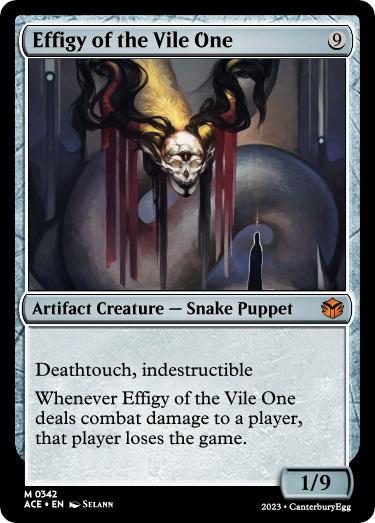 Effigy of the Vile One 9
Artifact Creature — Snake Puppet
Deathtouch, indestructible
Whenever Effigy of the Vile One
deals combat damage to a player,
that player loses the game.
1/9
M 0342
ACE • EN Selann
2023 • CanterburyEgg